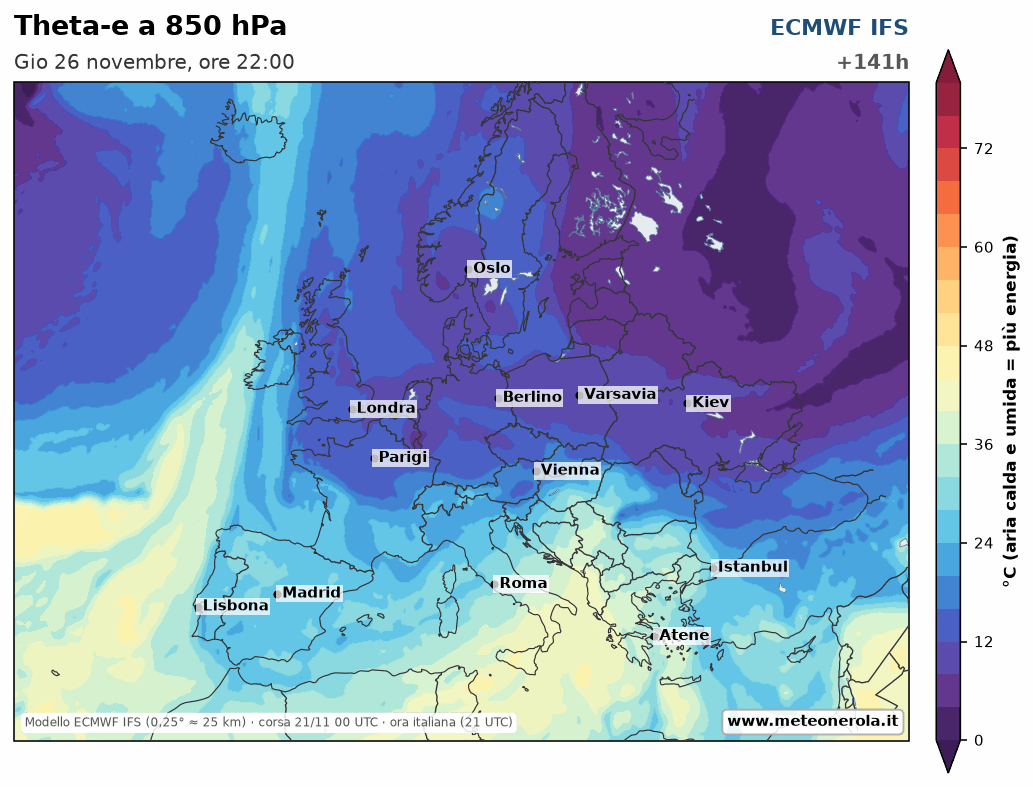 Theta-e a 850 hPa
ECMWF IFS
Gio 26 novembre, ore 22:00
+141h
Oslo
Londra
Berlino
Varsavia
Kiev
Parigi
Vienna
Istanbul
Roma
Madrid
Lisbona
Atene
Modello ECMWF IFS (0,25° ≈ 25 km) · corsa 21/11 00 UTC · ora italiana (21 UTC)
www.meteonerola.it
72
60
48
36
24
12
0
°C (aria calda e umida = più energia)